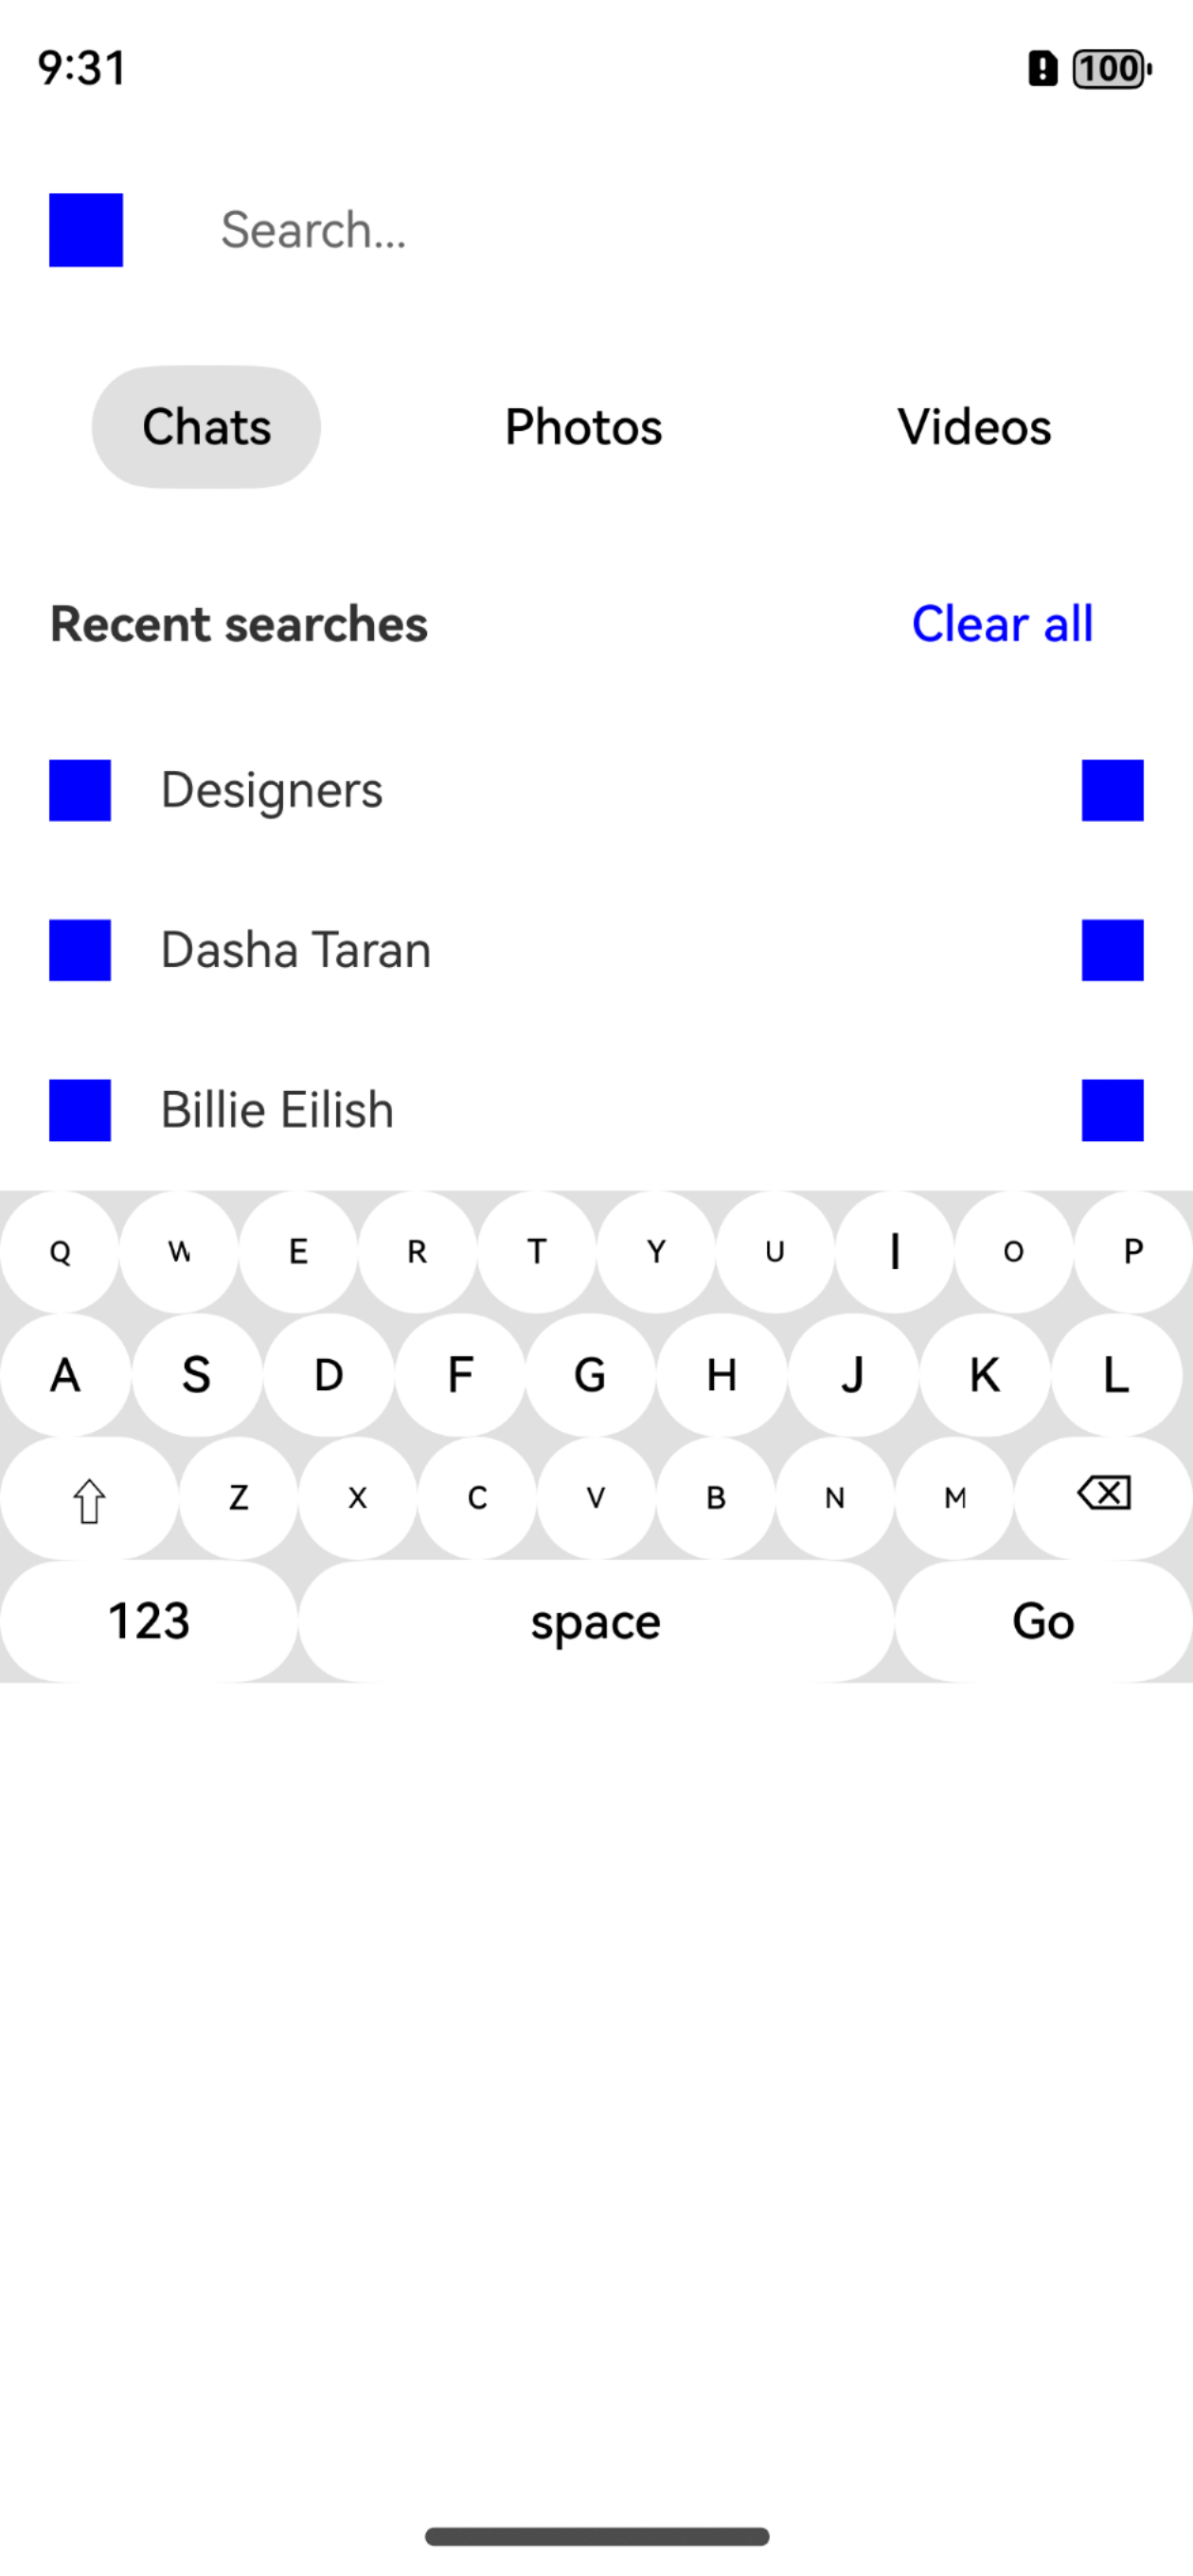 9:31 100
Search...
Chats Photos Videos
Recent searches Clear all
Designers
Dasha Taran
Billie Eilish
Q W E R T Y U I O P
A S D F G H J K L
Z X C V B N M
123 space Go